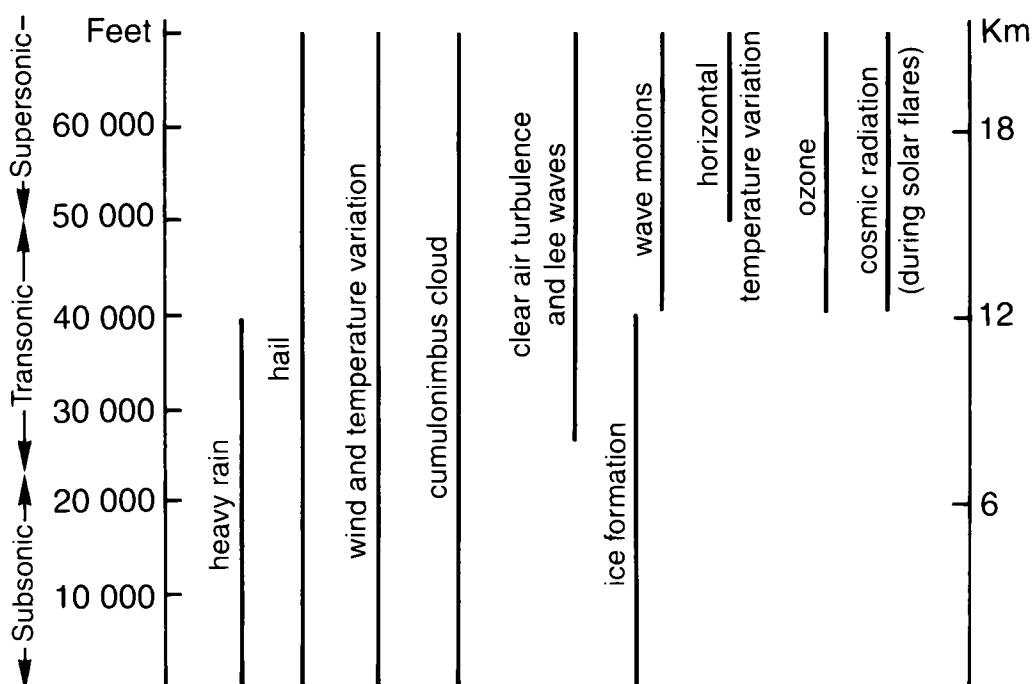 Feet
60 000
50 000
40 000
30 000
20 000
10 000
Supersonic
Transonic
Subsonic
heavy rain
hail
wind and temperature variation
cumulonimbus cloud
clear air turbulence
and lee waves
ice formation
wave motions
horizontal
temperature variation
ozone
cosmic radiation
(during solar flares)
Km
18
12
6